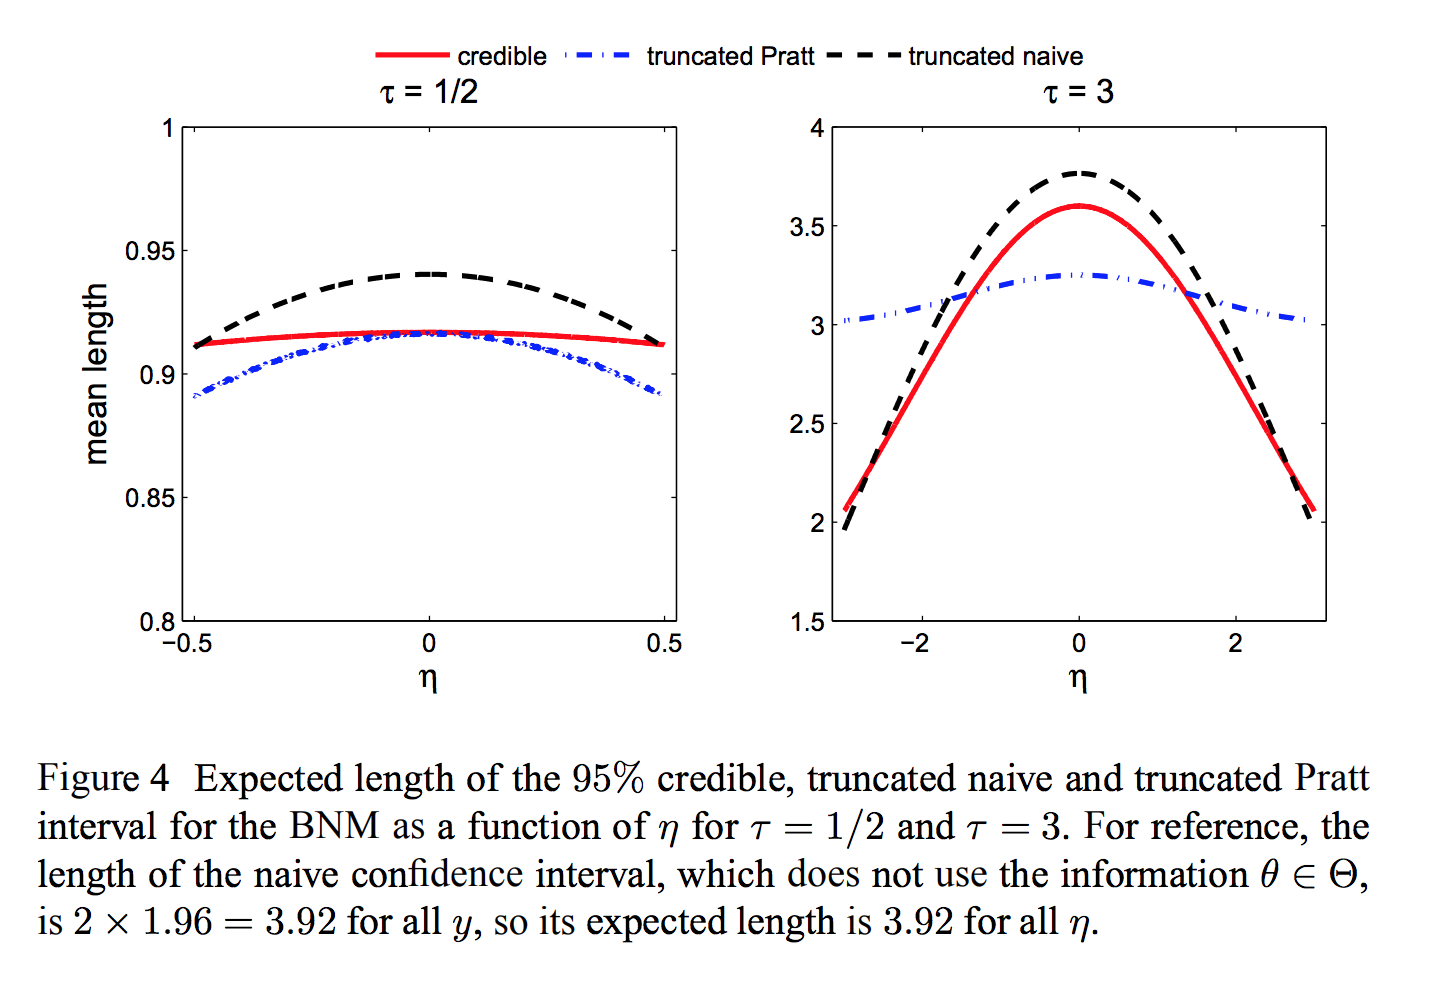 credible truncated Pratt truncated naive
τ = 1/2
τ = 3
1
0.95
0.9
0.85
0.8
mean length
−0.5 0 0.5
η
4
3.5
3
2.5
2
1.5
−2 0 2
η
Figure 4 Expected length of the 95% credible, truncated naive and truncated Pratt
interval for the BNM as a function of η for τ = 1/2 and τ = 3. For reference, the
length of the naive confidence interval, which does not use the information θ ∈ Θ,
is 2 × 1.96 = 3.92 for all y, so its expected length is 3.92 for all η.